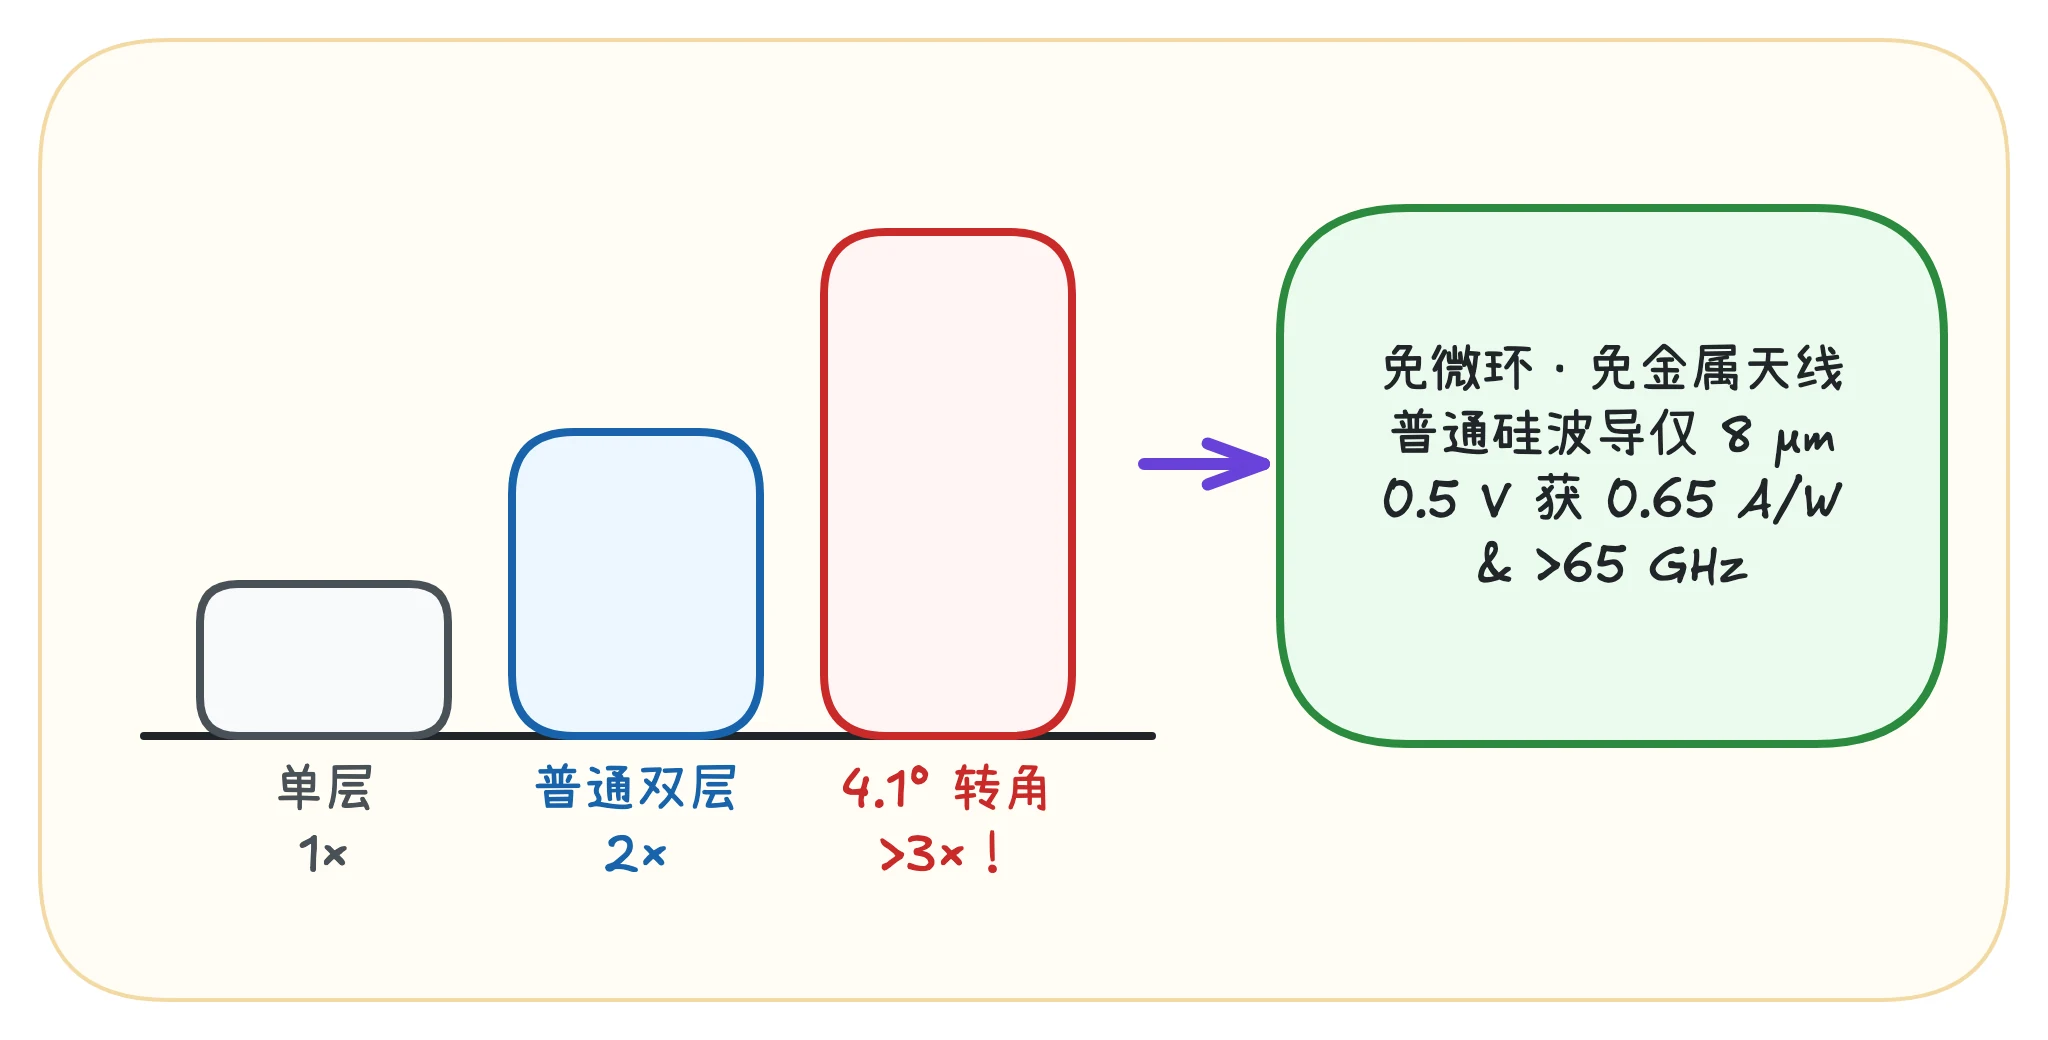 单层
1×
普通双层
2×
4.1° 转角
>3×！
免微环 · 免金属天线
普通硅波导仅 8 μm
0.5 V 获 0.65 A/W
& >65 GHz